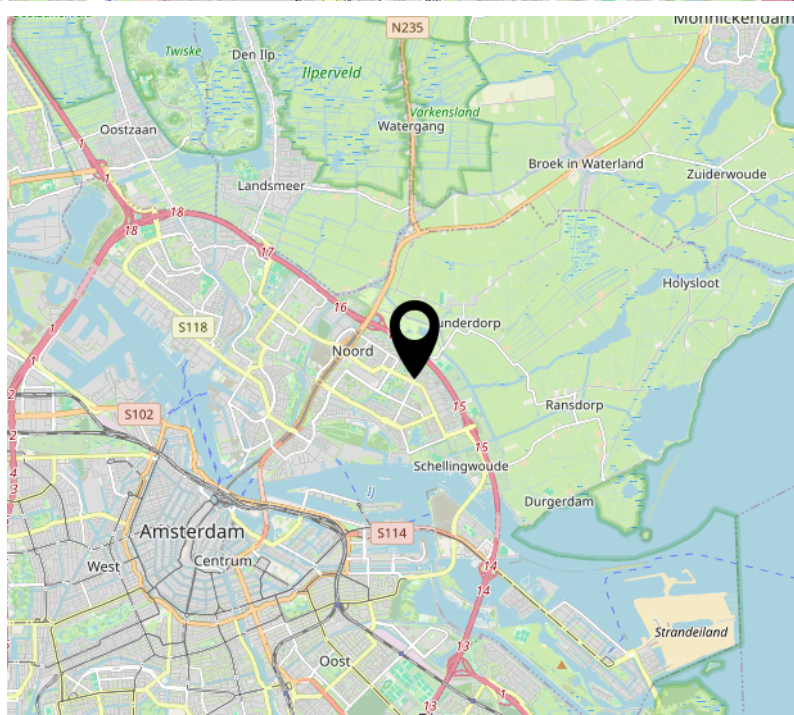 Monnickendam
N235
Twiske
Den Ilp
Ilperveld
Varkensland
Watergang
Oostzaan
1
Broek in Waterland
Zuiderwoude
1
Landsmeer
18
18
17
Holysloot
16
S118
1
Noord
1
2
S102
Ransdorp
15
2
15
4
Schellingwoude
3
IJ
Durgerdam
Amsterdam
S114
Centrum
West
14
14
Strandeiland
13
Oost
1
13